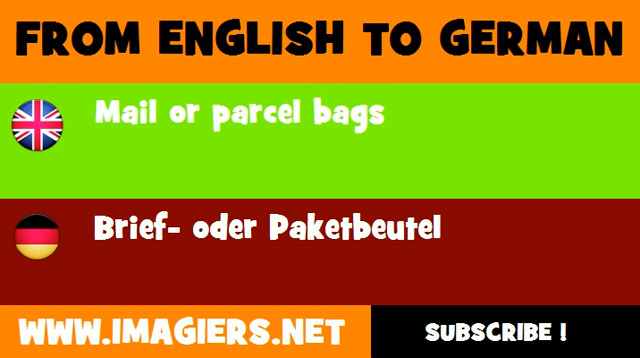 FROM ENGLISH TO GERMAN
Mail or parcel bags
Brief- oder Paketbeutel
WWW.IMAGIERS.NET
SUBSCRIBE !